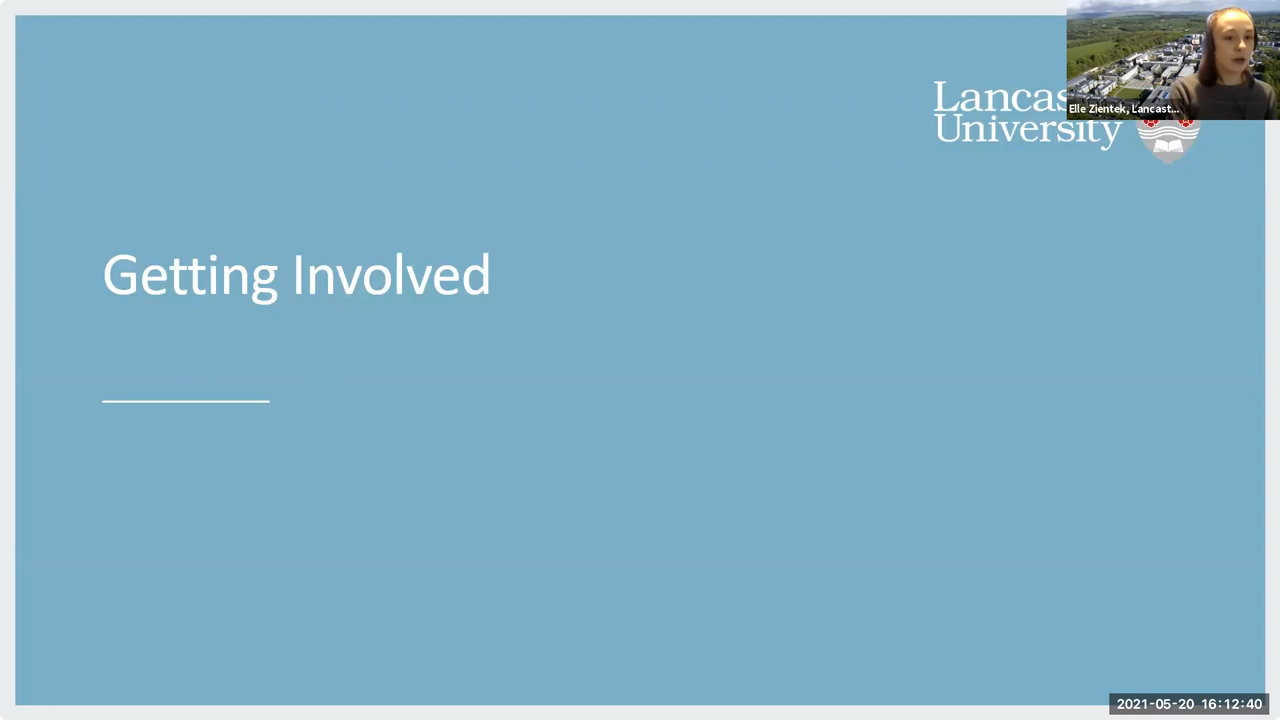 Lancas
University
Elle Zientek, Lancast...
Getting Involved
2021-05-20 16:12:40